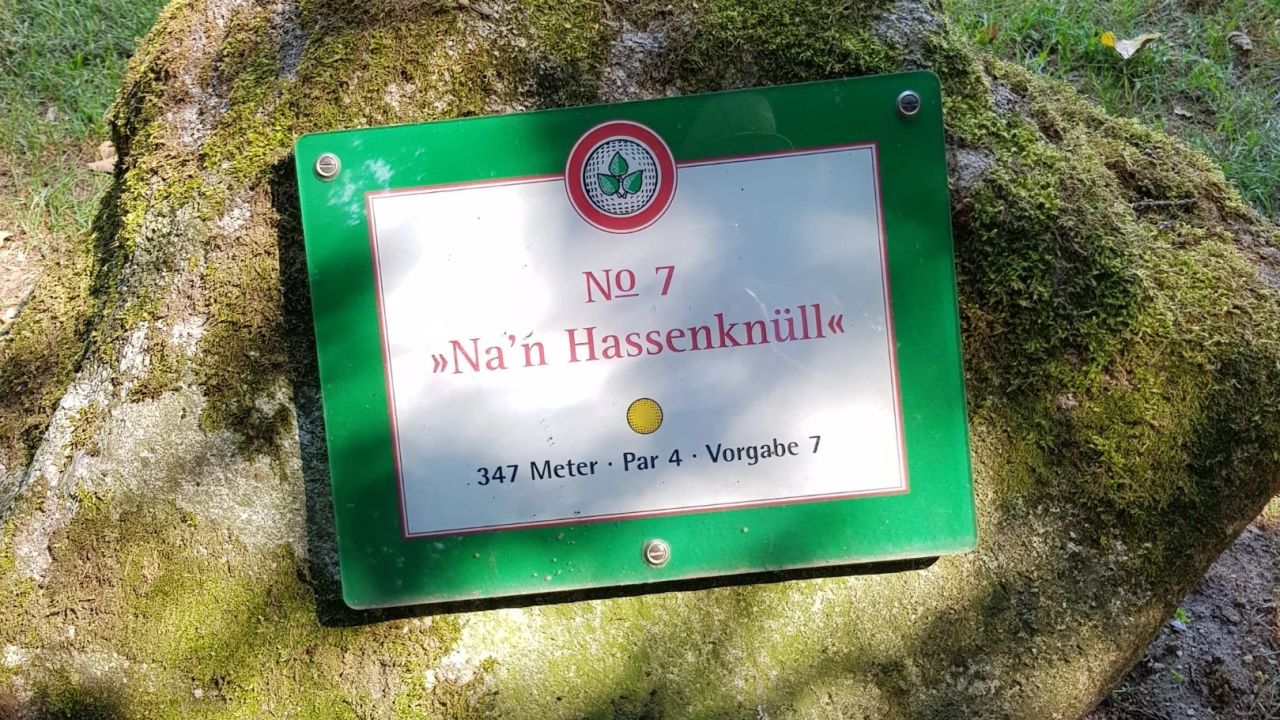 No 7
»Na'n Hassenknüll«
347 Meter · Par 4 · Vorgabe 7